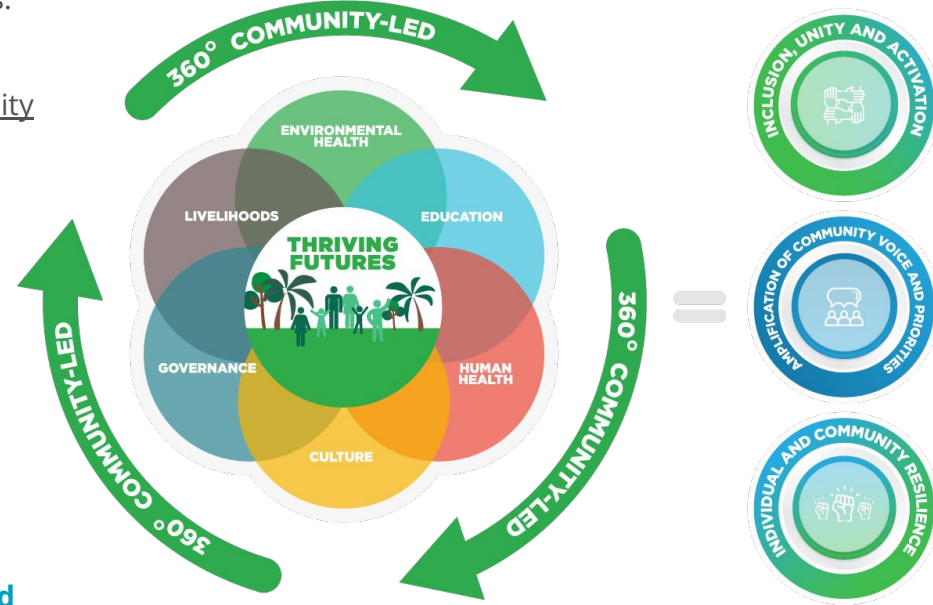 s.
ity
d
360° COMMUNITY-LED
360° COMMUNITY-LED
360° COMMUNITY-LED
ENVIRONMENTAL
HEALTH
LIVELIHOODS
EDUCATION
THRIVING
FUTURES
GOVERNANCE
HUMAN
HEALTH
CULTURE
INCLUSION, UNITY AND ACTIVATION
AMPLIFICATION OF COMMUNITY VOICE AND PRIORITIES
INDIVIDUAL AND COMMUNITY RESILIENCE